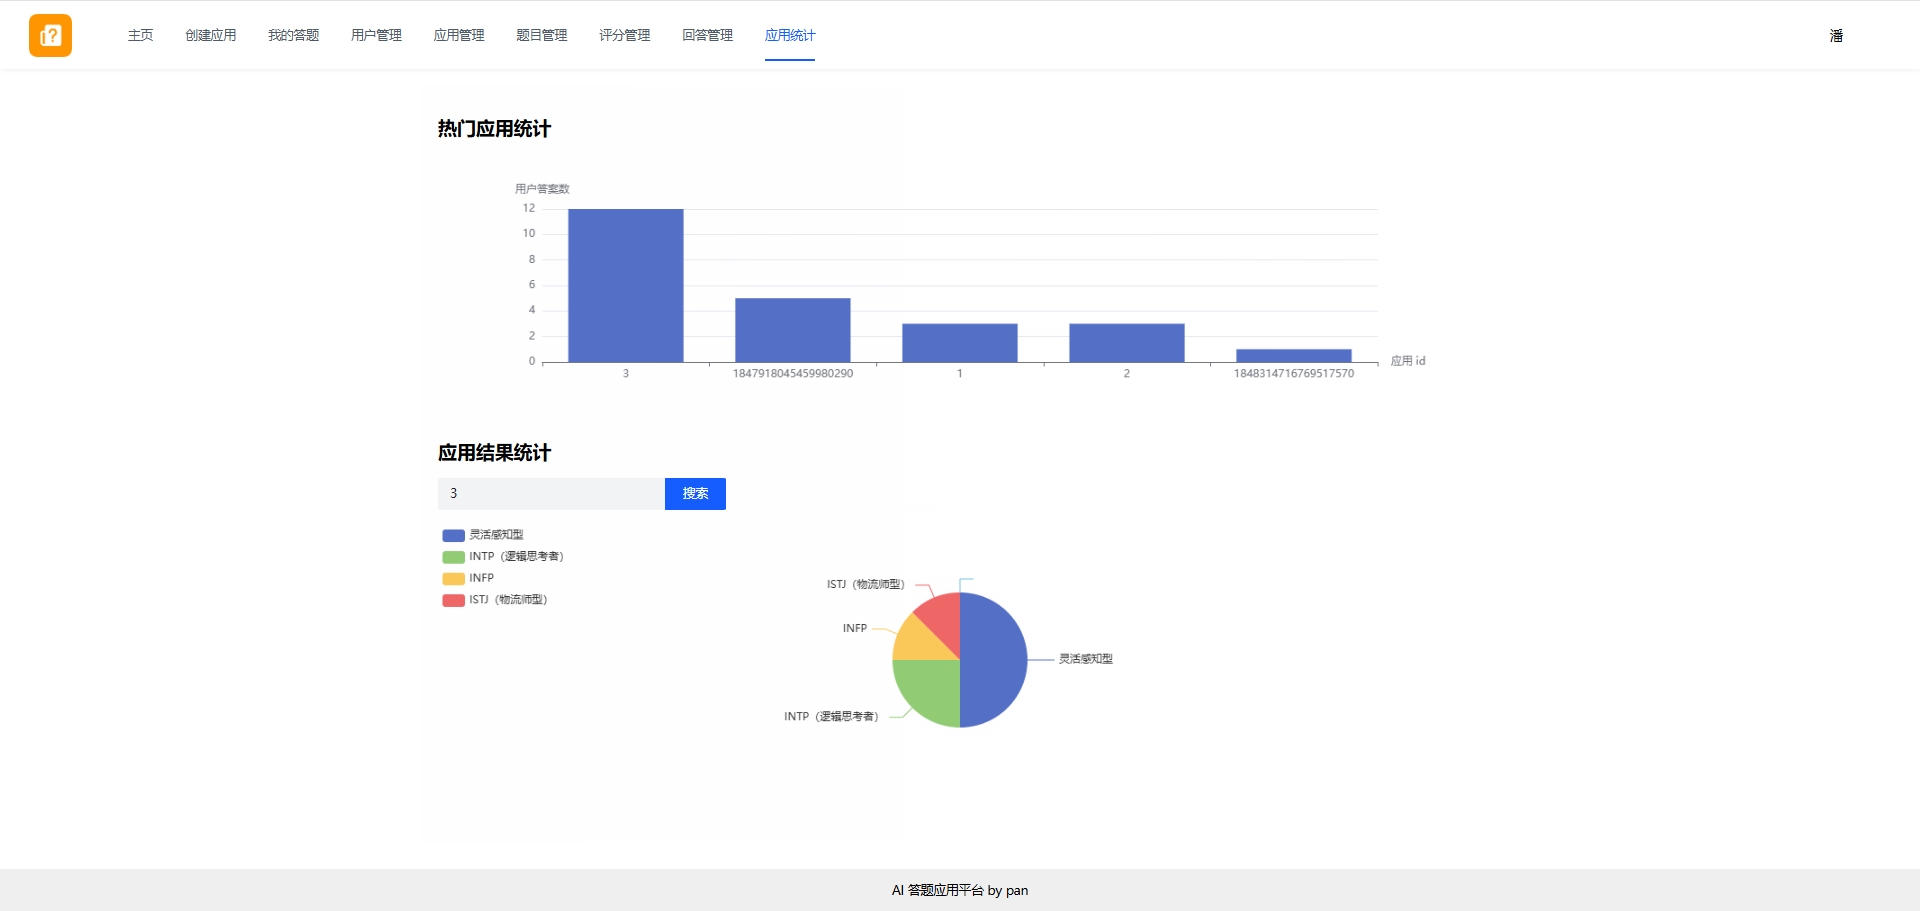 主页 创建应用 我的答题 用户管理 应用管理 题目管理 评分管理 回答管理 应用统计 潘
热门应用统计
用户答案数
12
10
8
6
4
2
0
3 1847918045459980290 1 2 1848314716769517570 应用 id
应用结果统计
3 搜索
灵活感知型
INTP（逻辑思考者）
INFP
ISTJ（物流师型）
ISTJ（物流师型）
INFP
灵活感知型
INTP（逻辑思考者）
AI 答题应用平台 by pan